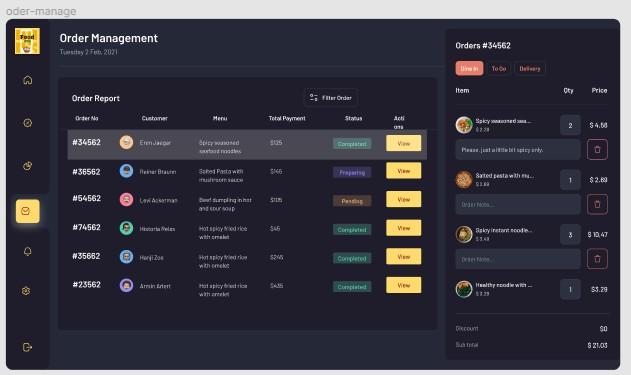 oder-manage
Food
Order Management
Tuesday 2 Feb, 2021
Order Report
Filter Order
Order No Customer Menu Total Payment Status Acti
ons
#34562 Eren Jaegar Spicy seasoned $125 Completed View
seafood noodles
#36562 Reiner Braunn Salted Pasta with $145 Preparing View
mushroom sauce
#54562 Levi Ackerman Beef dumpling in hot $105 Pending View
and sour soup
#74562 Historia Reiss Hot spicy fried rice $45 Completed View
with omelet
#35662 Hanji Zoe Hot spicy fried rice $245 Completed View
with omelet
#23562 Armin Arlert Hot spicy fried rice $435 Completed View
with omelet
Orders #34562
Dine In To Go Delivery
Item Qty Price
Spicy seasoned sea... 2 $ 4,58
$ 2.29
Please, just a little bit spicy only.
Salted pasta with mu... 1 $ 2.69
$ 2.69
Order Note...
Spicy instant noodle... 3 $ 10,47
$ 3.49
Order Note...
Healthy noodle with ... 1 $3.29
$ 3.29
Discount $0
Sub total $ 21,03